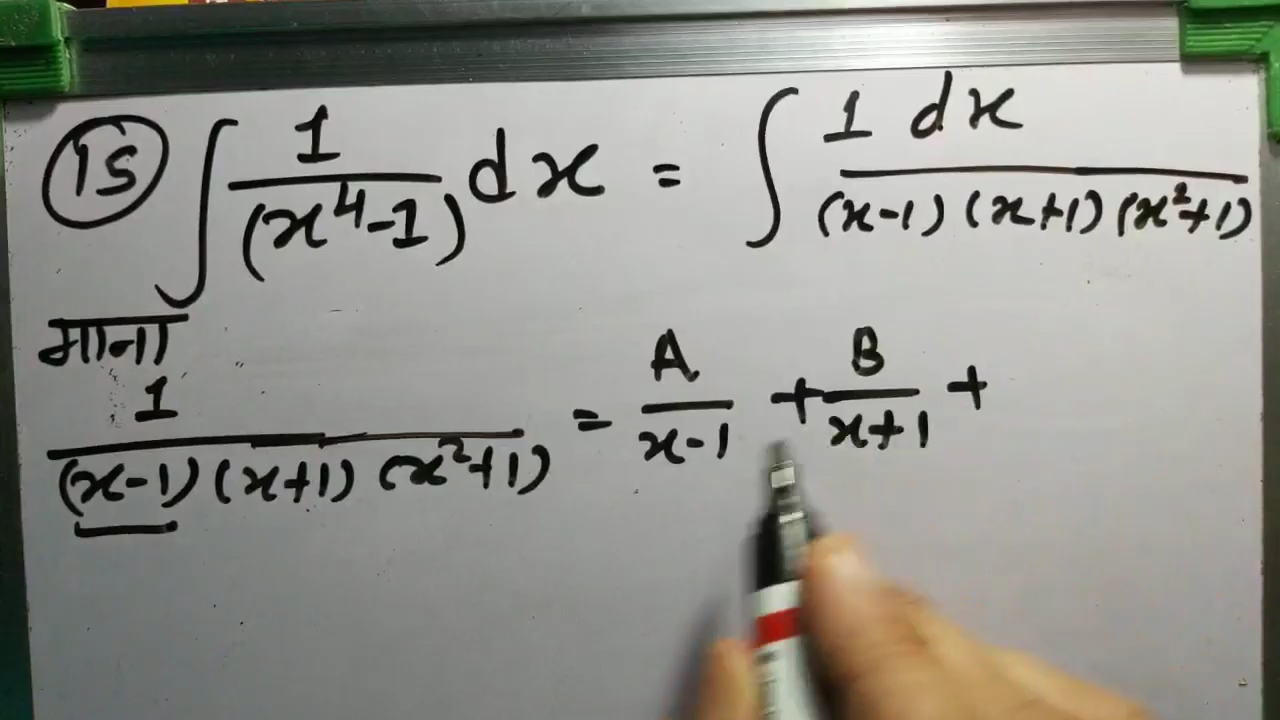 (15) ∫ 1/(x⁴-1) dx = ∫ 1 dx/((x-1)(x+1)(x²+1))
माना
1/((x-1)(x+1)(x²+1)) = A/(x-1) + B/(x+1) +